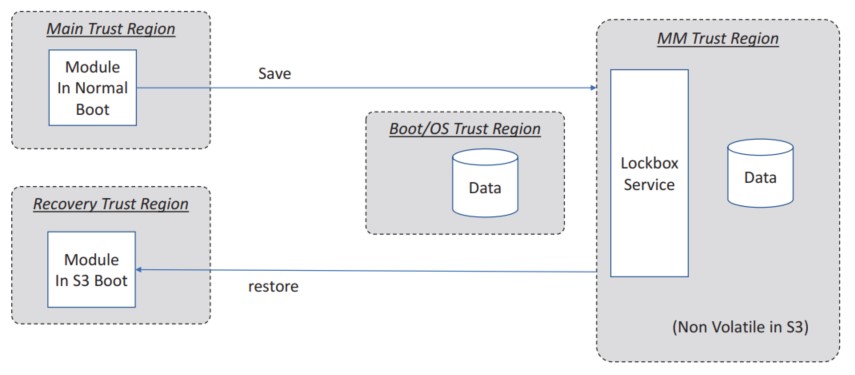 Main Trust Region
Module
In Normal
Boot
Save
MM Trust Region
Boot/OS Trust Region
Data
Lockbox
Service
Data
Recovery Trust Region
Module
In S3 Boot
restore
(Non Volatile in S3)